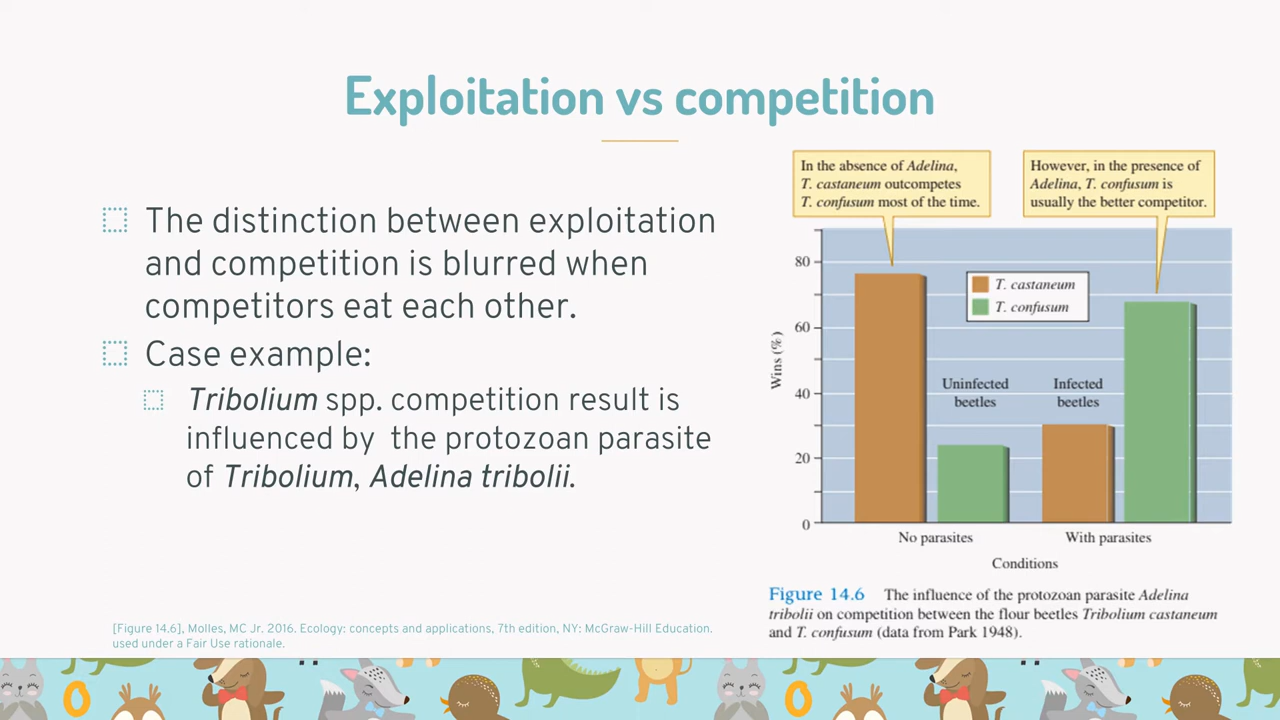 Exploitation vs competition
The distinction between exploitation
and competition is blurred when
competitors eat each other.
Case example:
Tribolium spp. competition result is
influenced by the protozoan parasite
of Tribolium, Adelina tribolii.
In the absence of Adelina,
T. castaneum outcompetes
T. confusum most of the time.
However, in the presence of
Adelina, T. confusum is
usually the better competitor.
Wins (%)
80
60
40
20
0
T. castaneum
T. confusum
Uninfected
beetles
Infected
beetles
No parasites
With parasites
Conditions
Figure 14.6 The influence of the protozoan parasite Adelina
tribolii on competition between the flour beetles Tribolium castaneum
and T. confusum (data from Park 1948).
[Figure 14.6], Molles, MC Jr. 2016. Ecology: concepts and applications, 7th edition, NY: McGraw-Hill Education.
used under a Fair Use rationale.